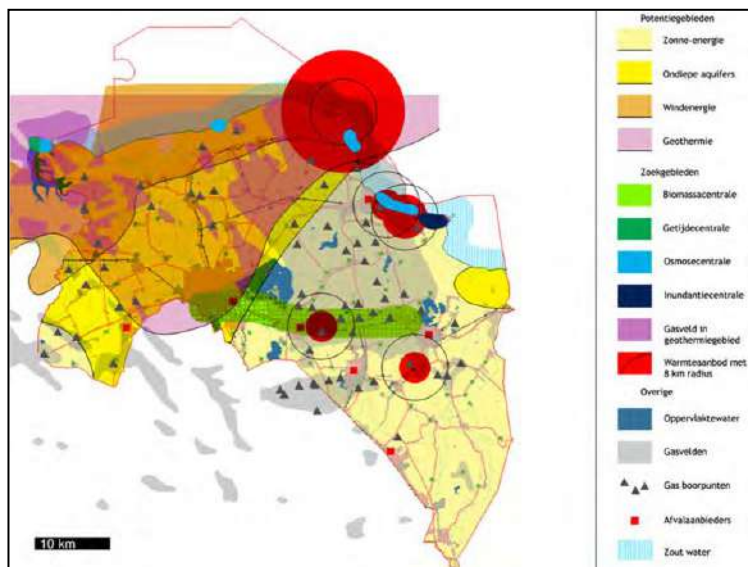 Potentiegebieden
Zonne-energie
Ondiepe aquifers
Windenergie
Geothermie
Zoekgebieden
Biomassacentrale
Getijdecentrale
Osmosecentrale
Inundantiecentrale
Gasveld in
geothermiegebied
Warmteaanbod met
8 km radius
Overige
Oppervlaktewater
Gasvelden
Gas boorpunten
Afvalaanbieders
Zout water
10 km